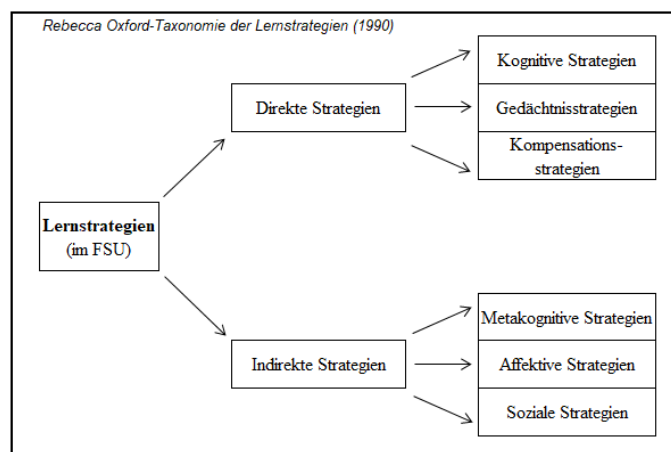 Rebecca Oxford-Taxonomie der Lernstrategien (1990)
Lernstrategien
(im FSU)
Direkte Strategien
Kognitive Strategien
Gedächtnisstrategien
Kompensations-
strategien
Indirekte Strategien
Metakognitive Strategien
Affektive Strategien
Soziale Strategien